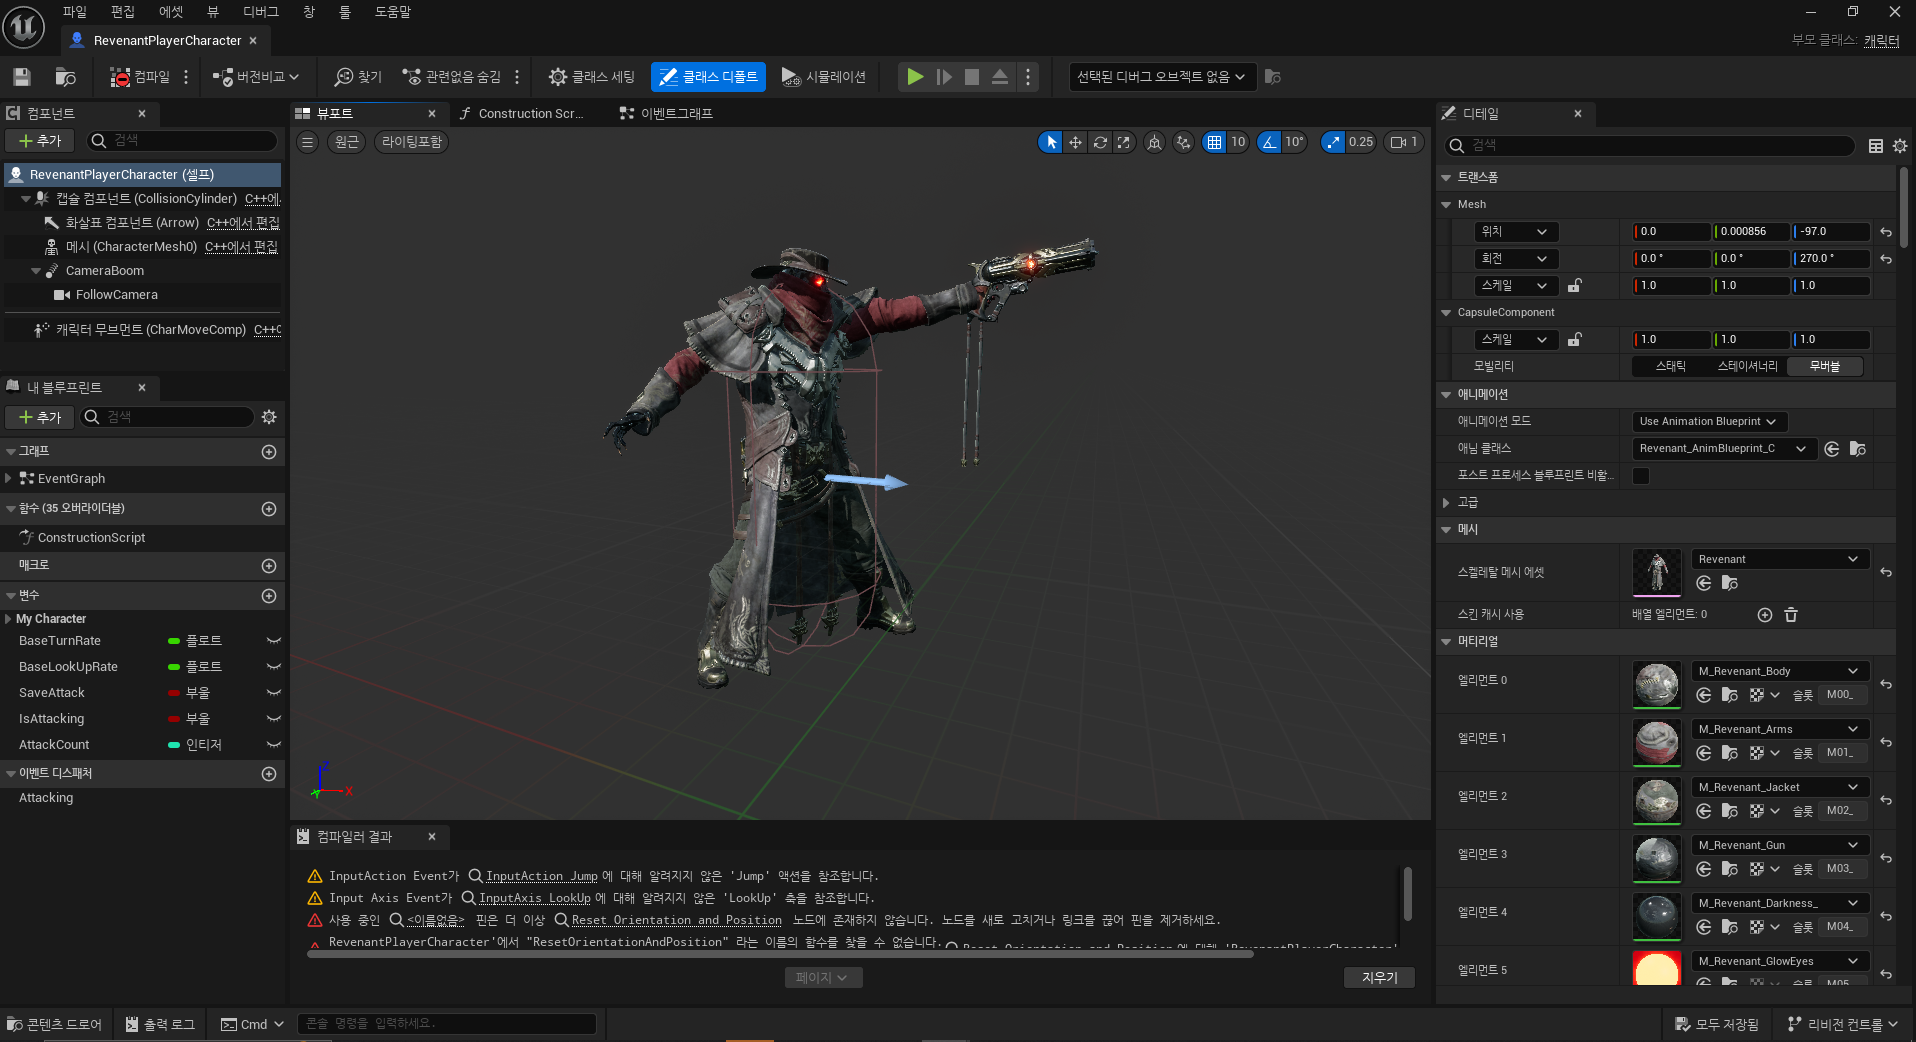 파일 편집 에셋 뷰 디버그 창 툴 도움말
RevenantPlayerCharacter
부모 클래스: 캐릭터
컴파일 버전비교 찾기 관련없음 숨김 클래스 세팅 클래스 디폴트 시뮬레이션 선택된 디버그 오브젝트 없음
컴포넌트
추가 검색
RevenantPlayerCharacter (셀프)
캡슐 컴포넌트 (CollisionCylinder) C++에
화살표 컴포넌트 (Arrow) C++에서 편집
메시 (CharacterMesh0) C++에서 편집
CameraBoom
FollowCamera
캐릭터 무브먼트 (CharMoveComp) C++에
내 블루프린트
추가 검색
그래프
EventGraph
함수 (35 오버라이더블)
ConstructionScript
매크로
변수
My Character
BaseTurnRate 플로트
BaseLookUpRate 플로트
SaveAttack 부울
IsAttacking 부울
AttackCount 인티저
이벤트 디스패처
Attacking
뷰포트 Construction Scr... 이벤트그래프
원근 라이팅포함 10 10° 0.25 1
Z
X
Y
컴파일러 결과
InputAction Event가 InputAction Jump 에 대해 알려지지 않은 'Jump' 액션을 참조합니다.
Input Axis Event가 InputAxis LookUp 에 대해 알려지지 않은 'LookUp' 축을 참조합니다.
사용 중인 <이름없음> 핀은 더 이상 Reset Orientation and Position 노드에 존재하지 않습니다. 노드를 새로 고치거나 링크를 끊어 핀을 제거하세요.
RevenantPlayerCharacter'에서 "ResetOrientationAndPosition" 라는 이름의 함수를 찾을 수 없습니다. Reset Orientation and Position 에 대해 'RevenantPlayerCharacter'
페이지 지우기
디테일
검색
트랜스폼
Mesh
위치 0.0 0.000856 -97.0
회전 0.0 ° 0.0 ° 270.0 °
스케일 1.0 1.0 1.0
CapsuleComponent
스케일 1.0 1.0 1.0
모빌리티 스태틱 스테이셔너리 무버블
애니메이션
애니메이션 모드 Use Animation Blueprint
애님 클래스 Revenant_AnimBlueprint_C
포스트 프로세스 블루프린트 비활...
고급
메시
스켈레탈 메시 에셋 Revenant
스킨 캐시 사용 배열 엘리먼트: 0
머티리얼
엘리먼트 0 M_Revenant_Body
슬롯 M00_
엘리먼트 1 M_Revenant_Arms
슬롯 M01_
엘리먼트 2 M_Revenant_Jacket
슬롯 M02_
엘리먼트 3 M_Revenant_Gun
슬롯 M03_
엘리먼트 4 M_Revenant_Darkness_
슬롯 M04_
엘리먼트 5 M_Revenant_GlowEyes
슬롯 M05_
콘텐츠 드로어 출력 로그 Cmd 콘솔 명령을 입력하세요. 모두 저장됨 리비전 컨트롤